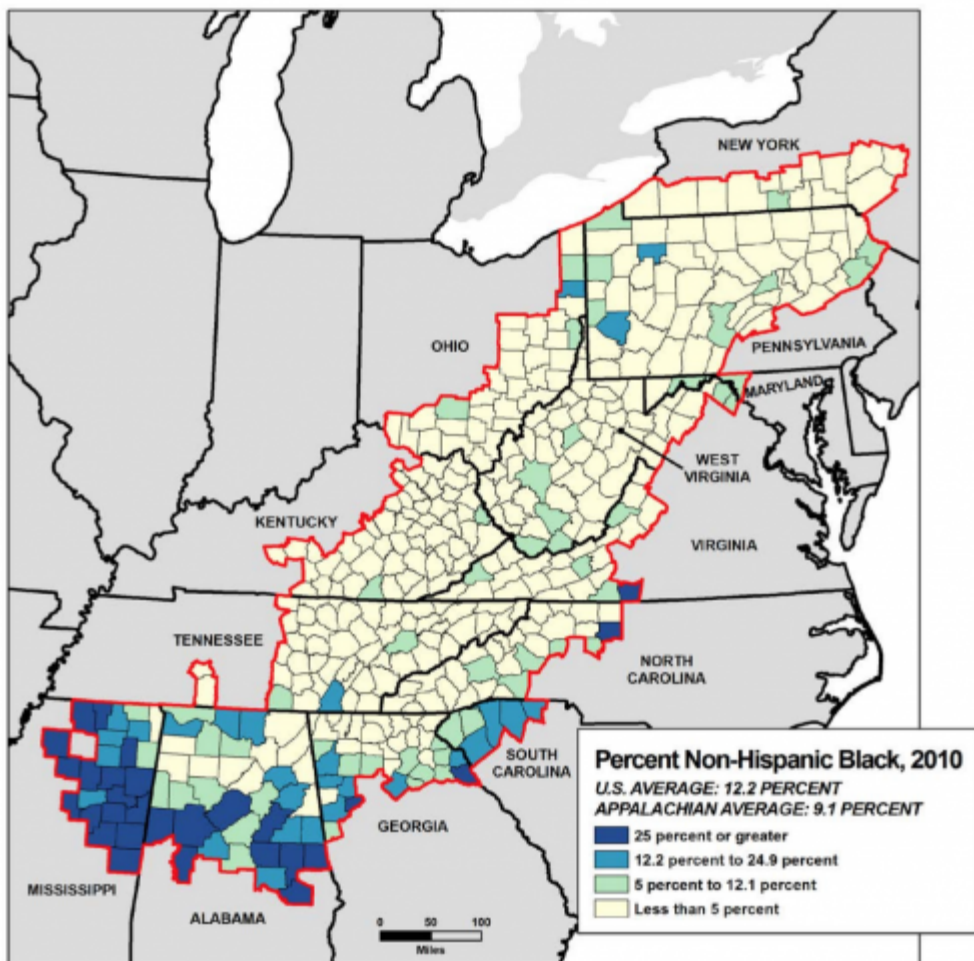 NEW YORK
PENNSYLVANIA
OHIO
MARYLAND
WEST
VIRGINIA
KENTUCKY
VIRGINIA
TENNESSEE
NORTH
CAROLINA
SOUTH
CAROLINA
GEORGIA
MISSISSIPPI
ALABAMA
Percent Non-Hispanic Black, 2010
U.S. AVERAGE: 12.2 PERCENT
APPALACHIAN AVERAGE: 9.1 PERCENT
25 percent or greater
12.2 percent to 24.9 percent
5 percent to 12.1 percent
Less than 5 percent
0 50 100
Miles